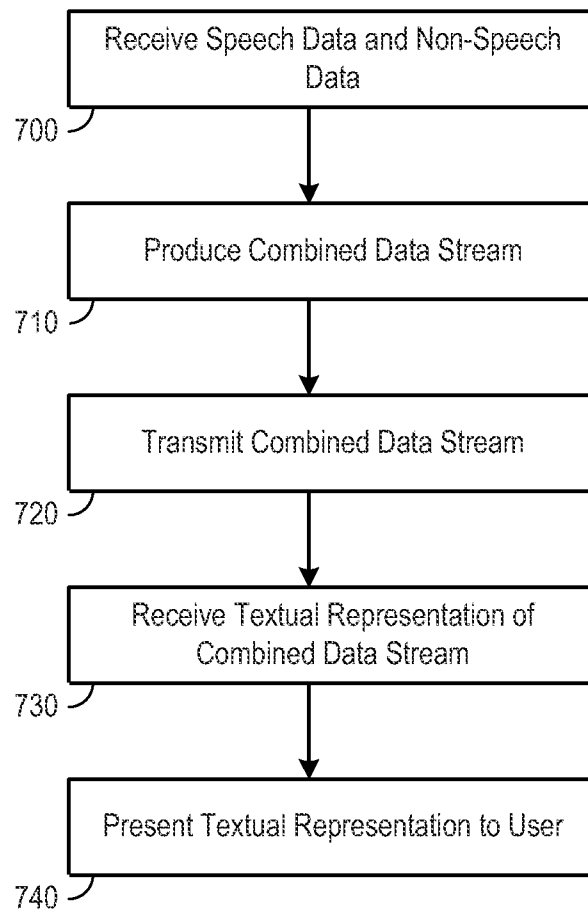 Receive Speech Data and Non-Speech
Data
700
Produce Combined Data Stream
710
Transmit Combined Data Stream
720
Receive Textual Representation of
Combined Data Stream
730
Present Textual Representation to User
740